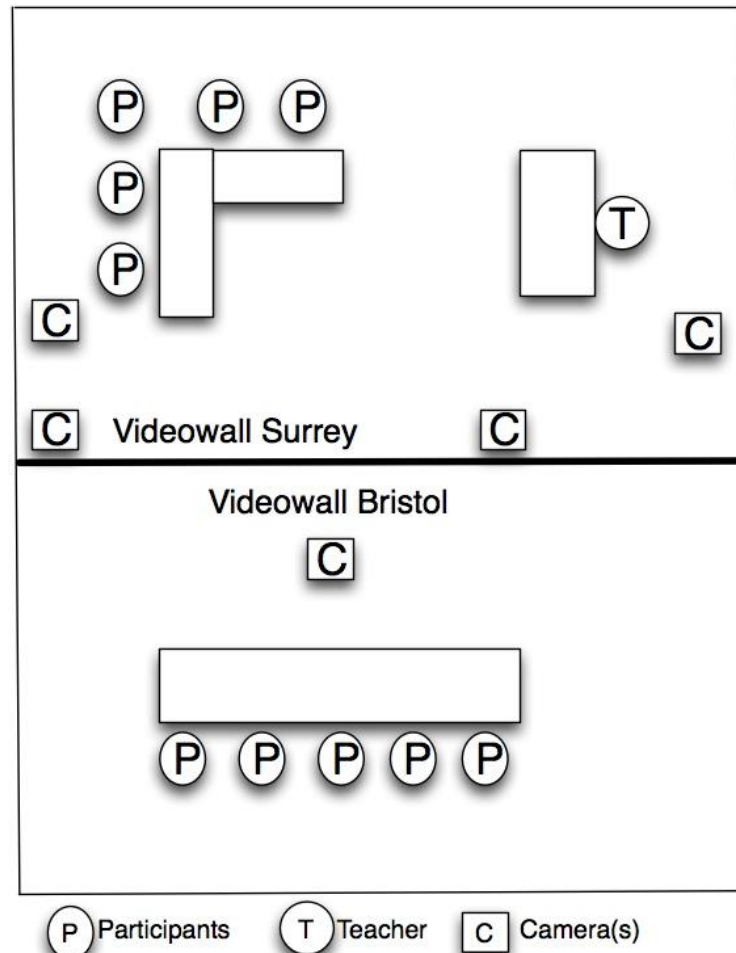 P P P
P T
P
C C
C Videowall Surrey C
Videowall Bristol
C
P P P P P
P Participants T Teacher C Camera(s)